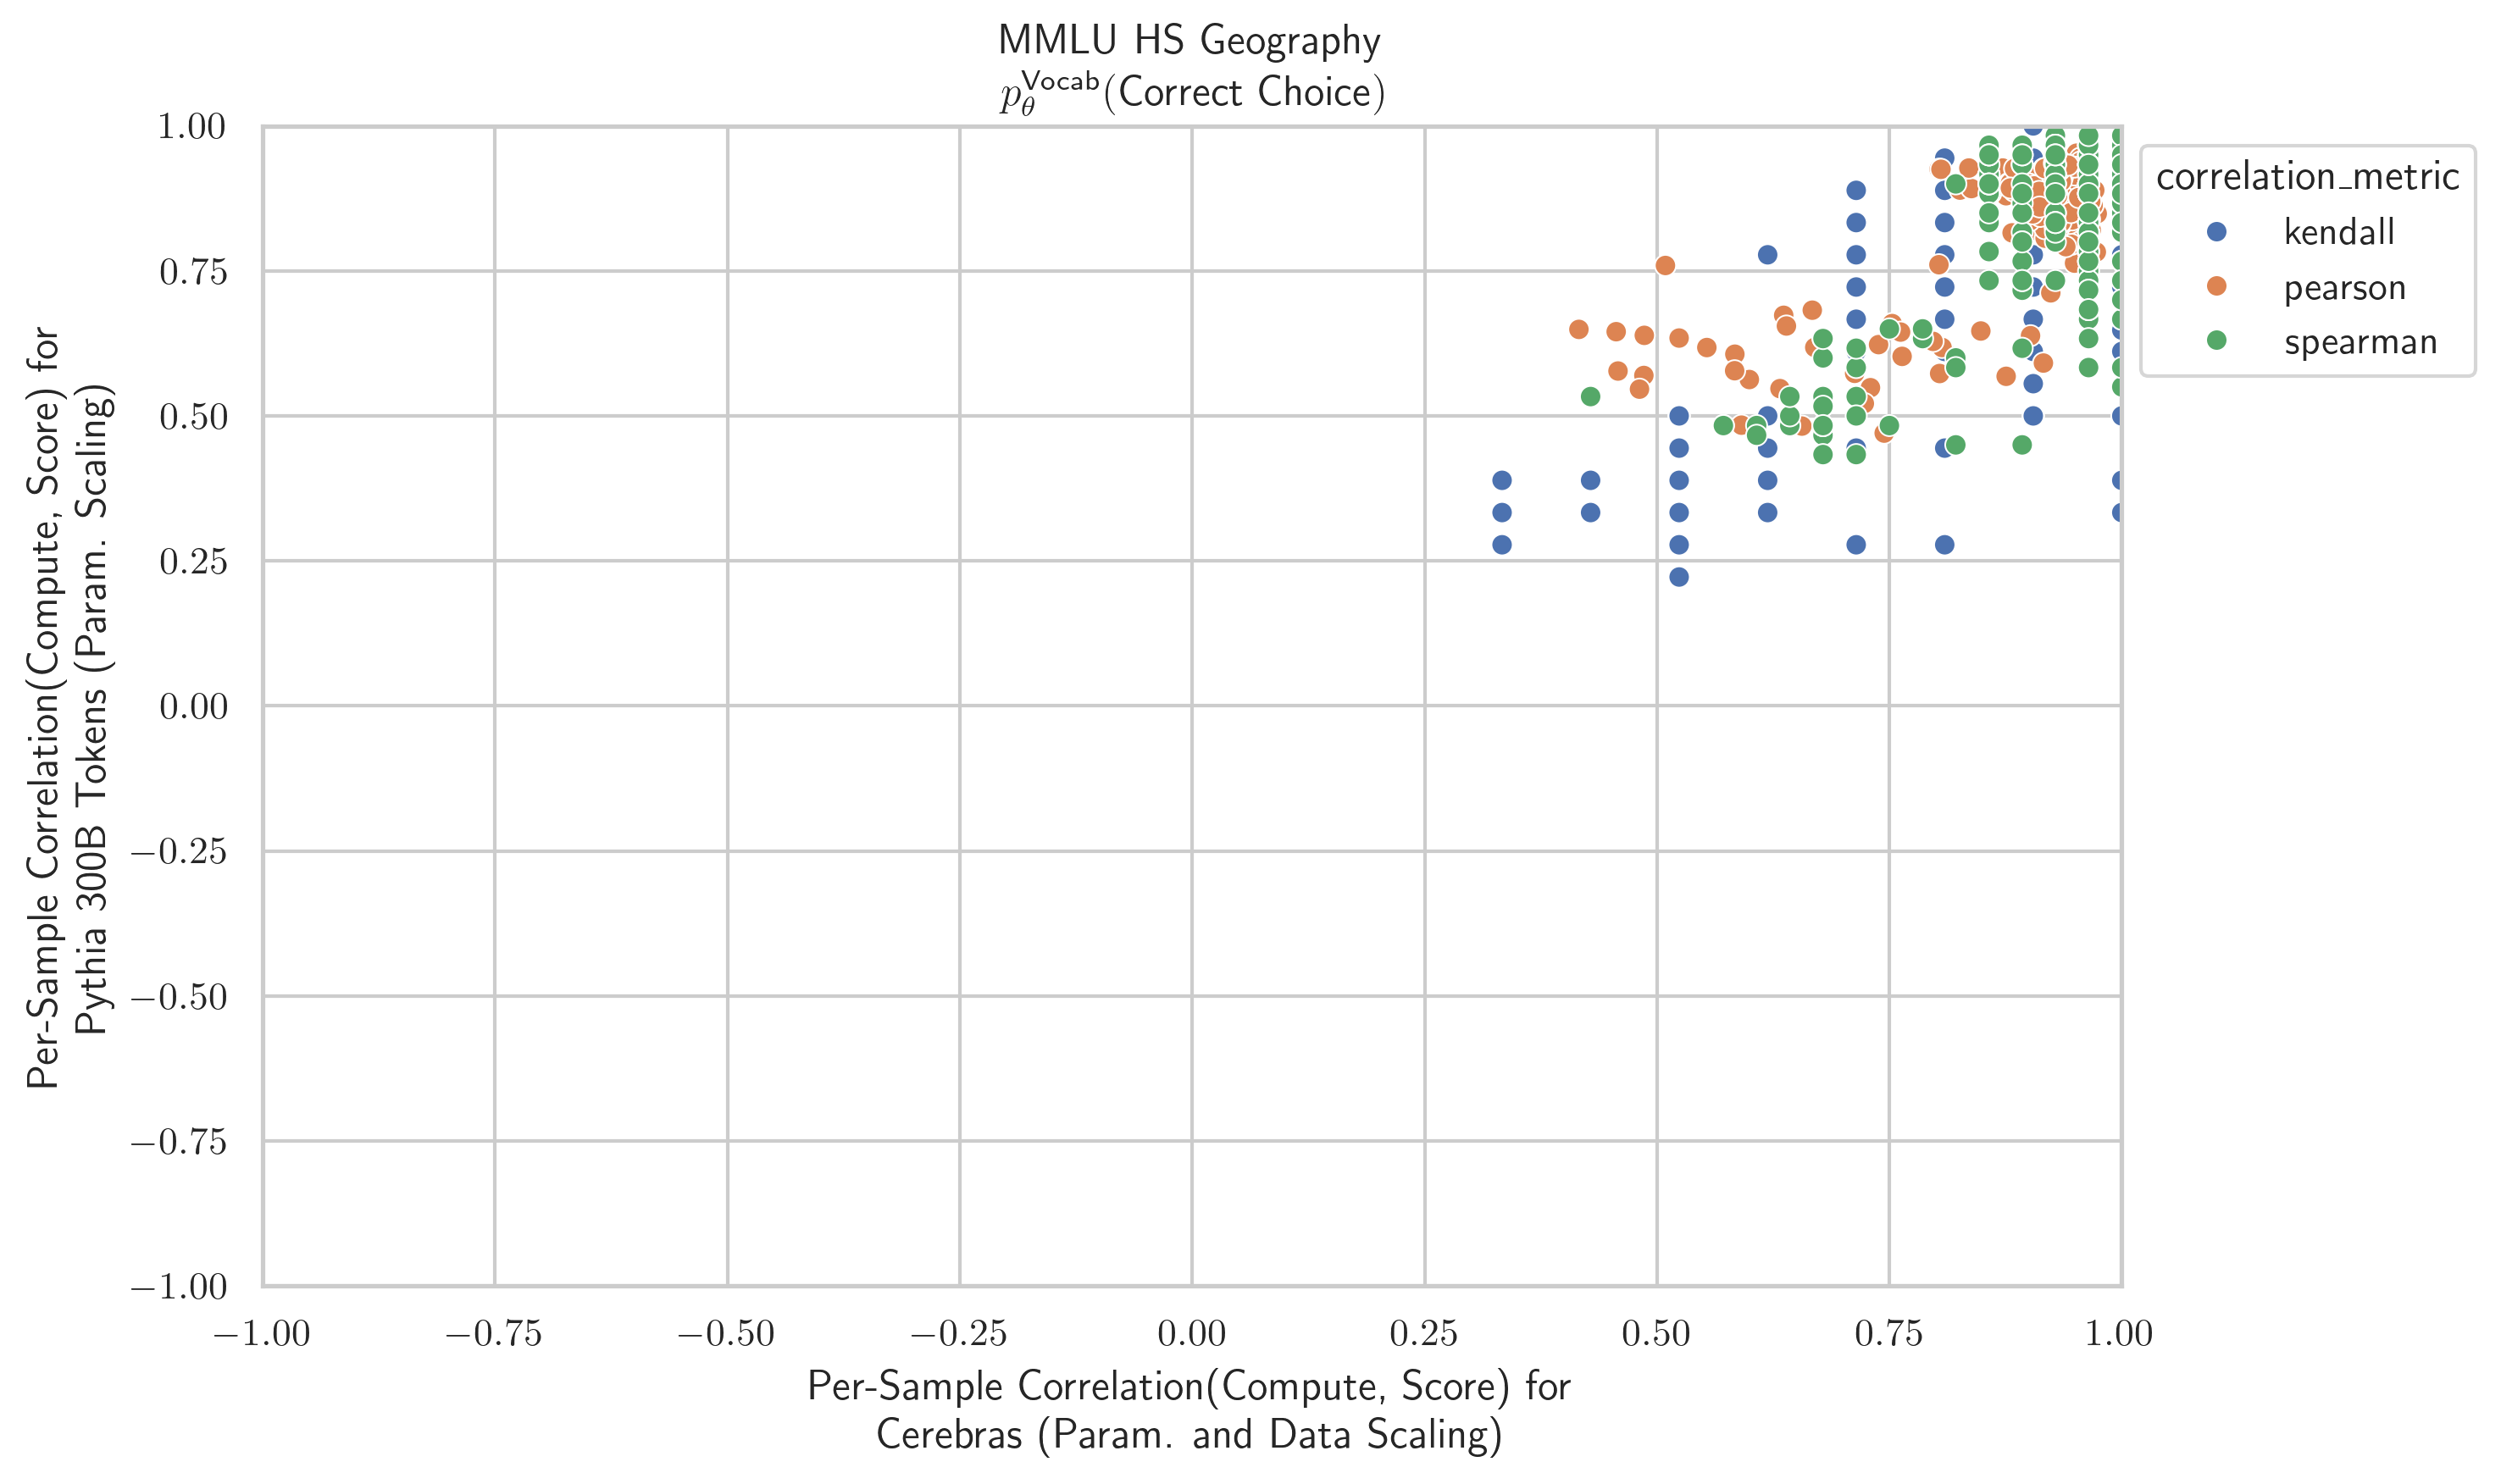 MMLU HS Geography
p_θ^Vocab(Correct Choice)
Per-Sample Correlation(Compute, Score) for
Pythia 300B Tokens (Param. Scaling)
1.00
0.75
0.50
0.25
0.00
−0.25
−0.50
−0.75
−1.00
−1.00 −0.75 −0.50 −0.25 0.00 0.25 0.50 0.75 1.00
Per-Sample Correlation(Compute, Score) for
Cerebras (Param. and Data Scaling)
correlation_metric
kendall
pearson
spearman